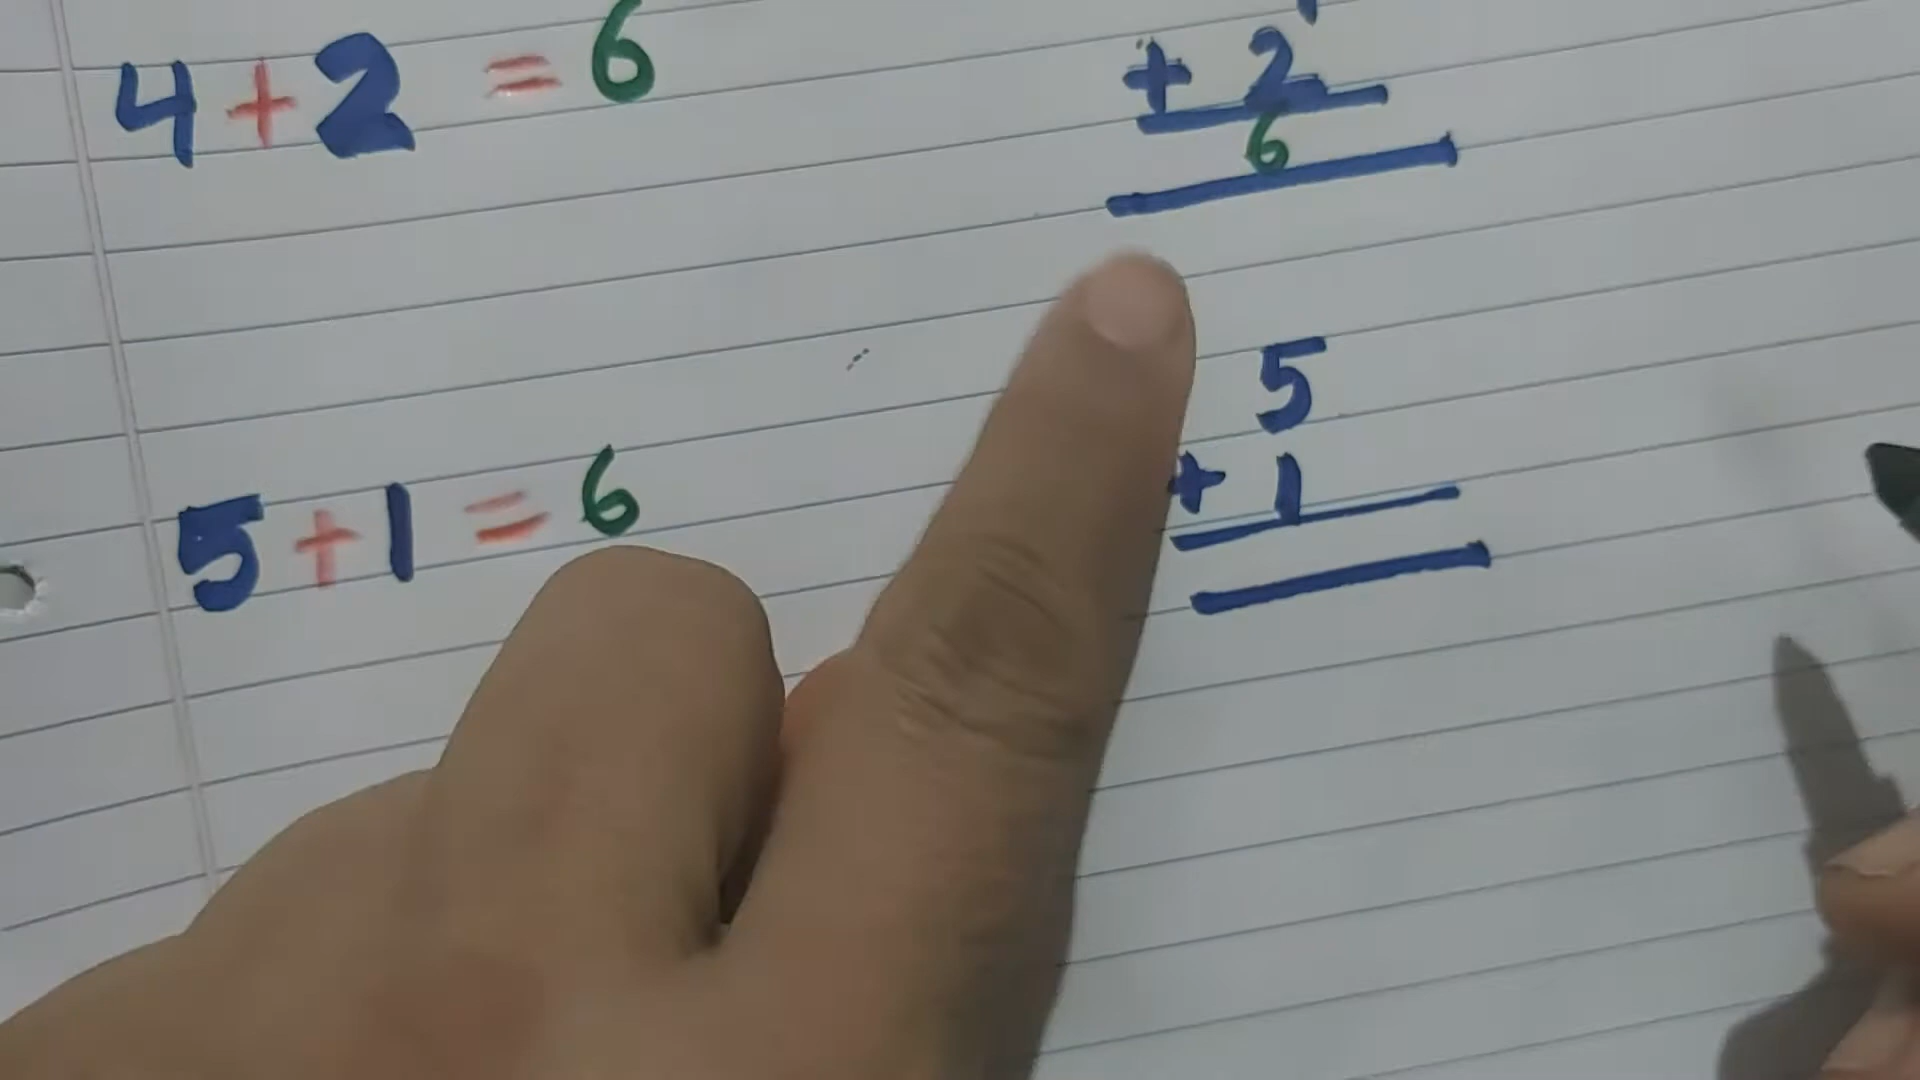 4 + 2 = 6
+ 2
6
5 + 1 = 6
5
+ 1